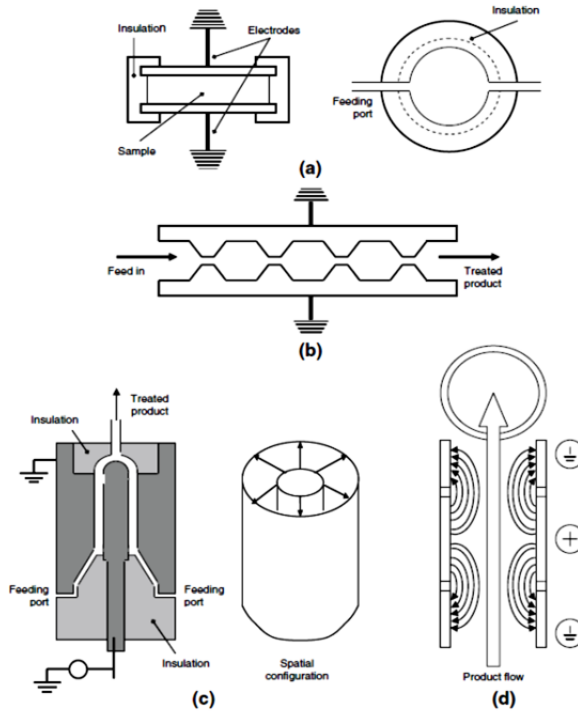 Insulation
Electrodes
Sample
Insulation
Feeding
port
(a)
Feed in
Treated
product
(b)
Treated
product
Insulation
Feeding
port
Feeding
port
Insulation
Spatial
configuration
(c)
+
Product flow
(d)